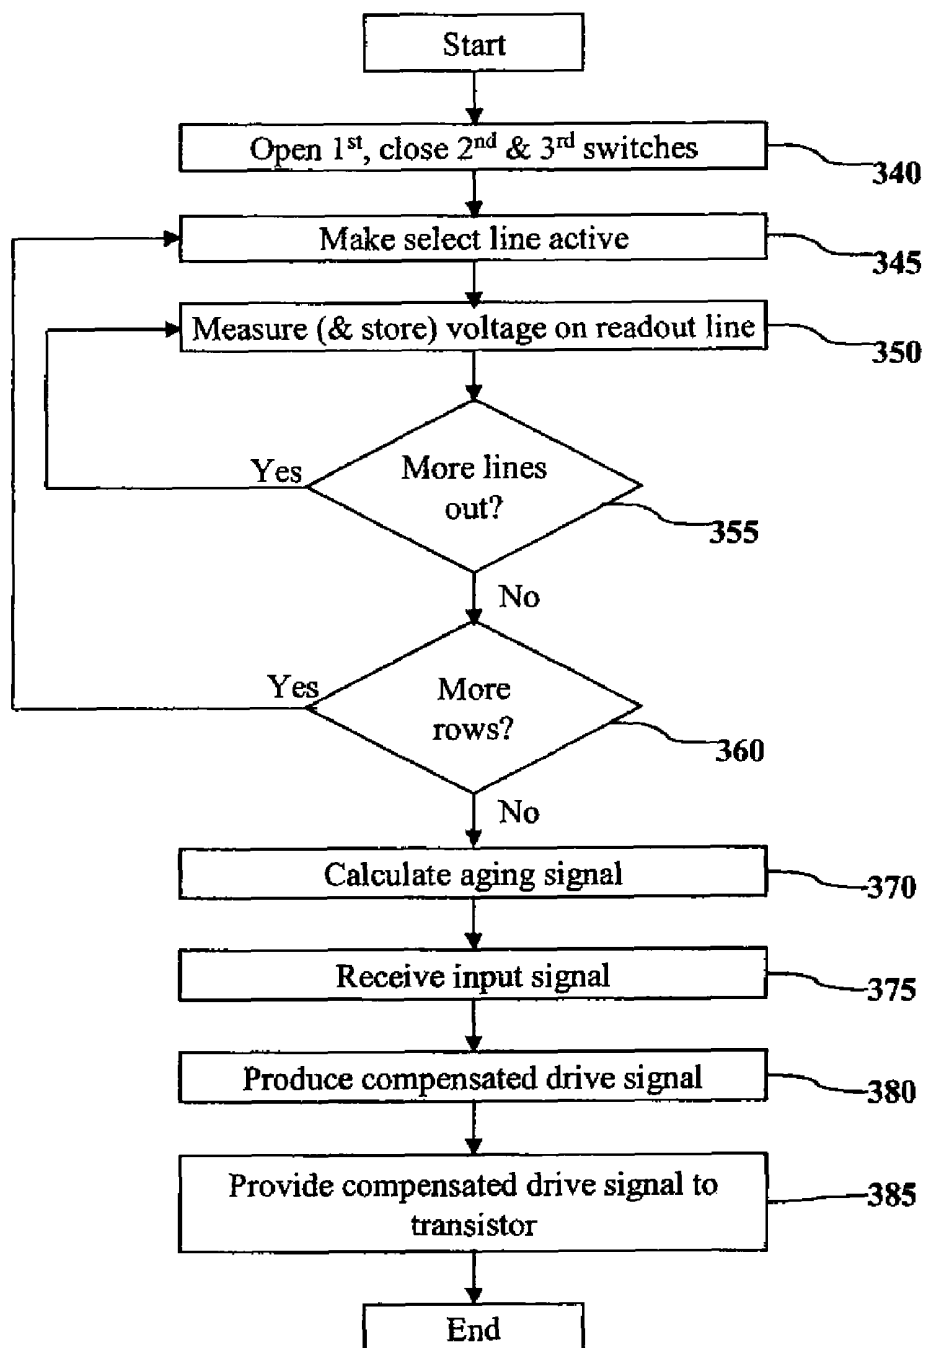 Start
Open 1st, close 2nd & 3rd switches
340
Make select line active
345
Measure (& store) voltage on readout line
350
More lines
out?
Yes
355
No
More
rows?
Yes
360
No
Calculate aging signal
370
Receive input signal
375
Produce compensated drive signal
380
Provide compensated drive signal to
transistor
385
End